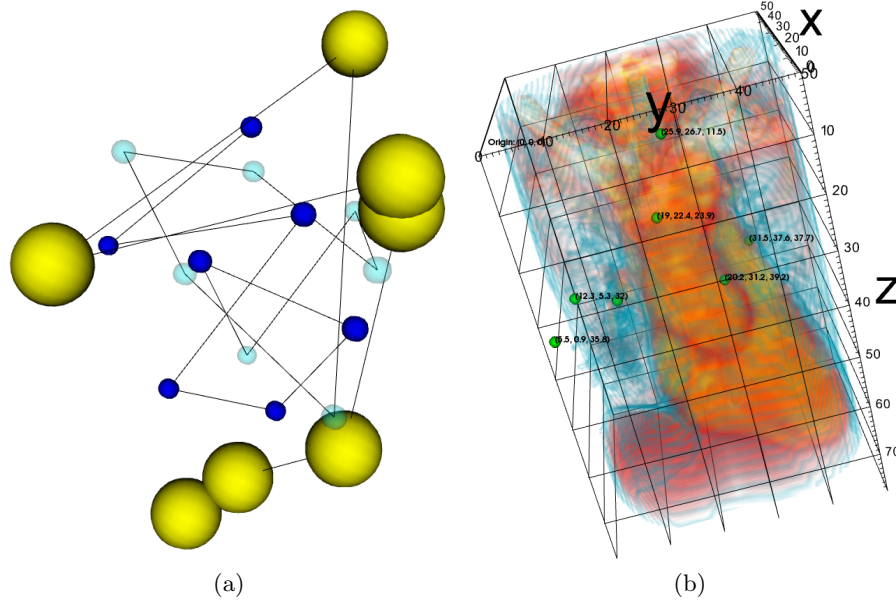 50
40
30
20
10
0
X
50
40
30
20
10
0
y
Origin: (0, 0, 0)
(25.9, 26.7, 11.5)
10
20
(19, 22.4, 23.9)
(31.5, 37.6, 37.7)
30
(20.2, 31.2, 39.2)
Z
(12.3, 5.3, 32)
40
(5.5, 0.9, 35.8)
50
60
70
(a)
(b)